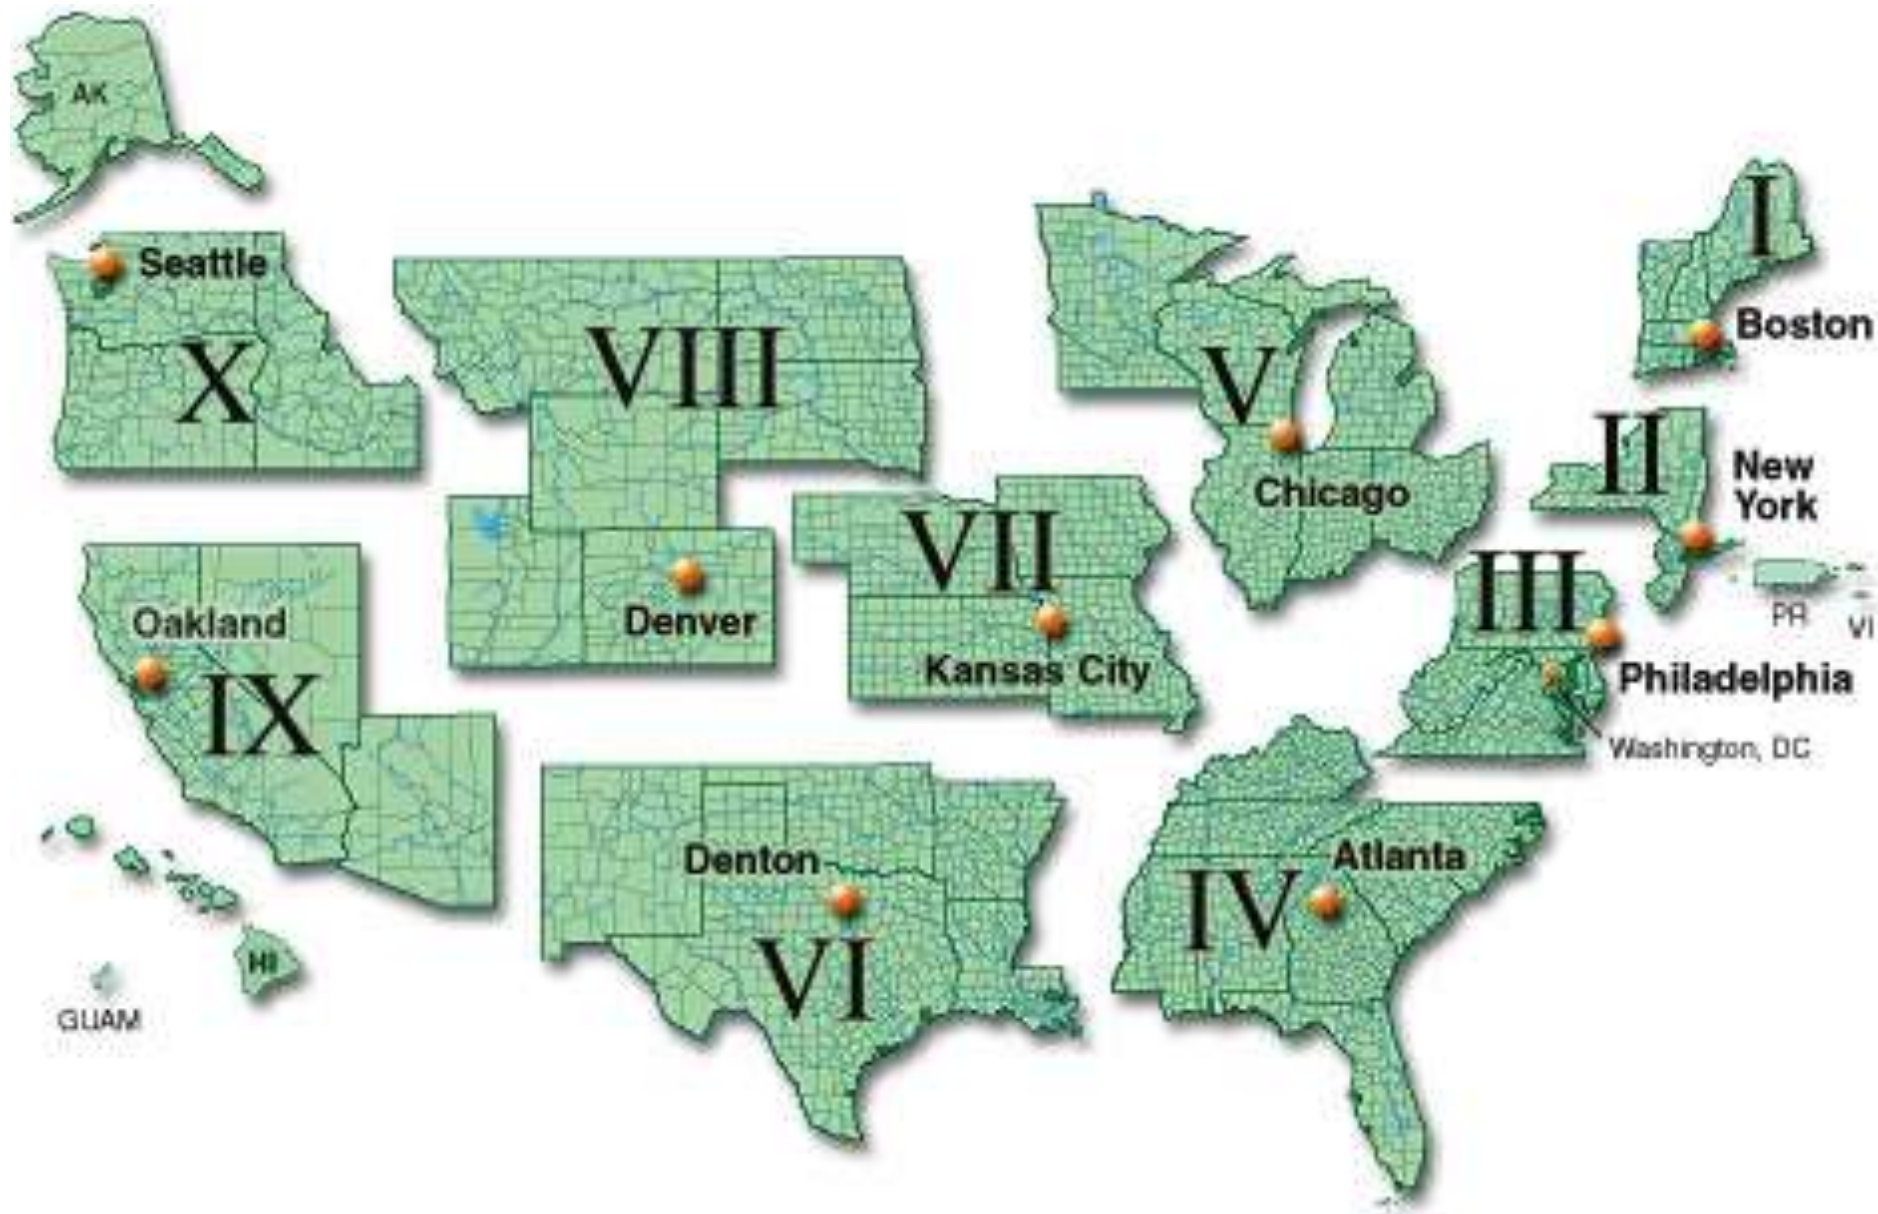 AK
Seattle
X
VIII
V
Chicago
I
Boston
II
New
York
PR
VI
III
Philadelphia
Washington, DC
VII
Kansas City
Denver
Oakland
IX
HI
GUAM
Denton
VI
Atlanta
IV